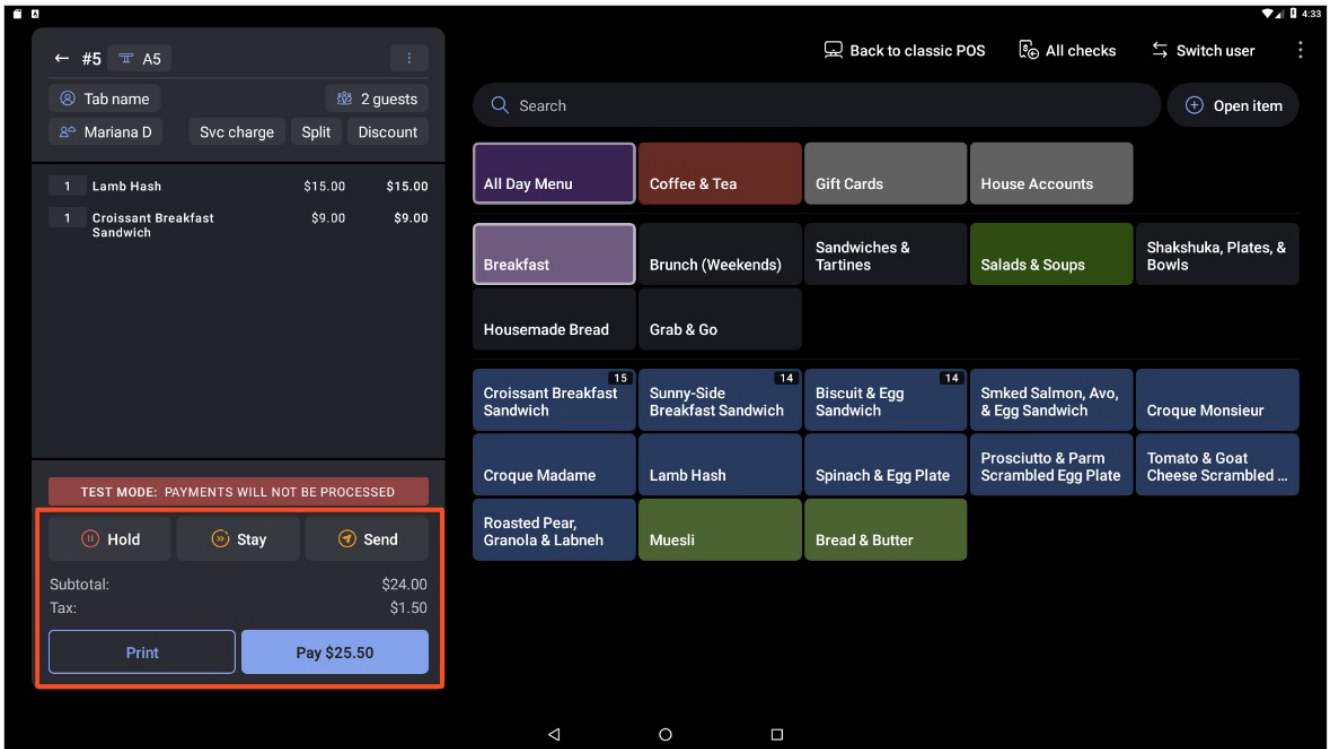 4:33
← #5 A5
Tab name 2 guests
Mariana D Svc charge Split Discount
1 Lamb Hash $15.00 $15.00
1 Croissant Breakfast $9.00 $9.00
Sandwich
TEST MODE: PAYMENTS WILL NOT BE PROCESSED
Hold Stay Send
Subtotal: $24.00
Tax: $1.50
Print Pay $25.50
Back to classic POS All checks Switch user
Search Open item
All Day Menu Coffee & Tea Gift Cards House Accounts
Breakfast
Brunch (Weekends)
Sandwiches &
Tartines
Salads & Soups
Shakshuka, Plates, &
Bowls
Housemade Bread Grab & Go
15
Croissant Breakfast
Sandwich
14
Sunny-Side
Breakfast Sandwich
14
Biscuit & Egg
Sandwich
Smked Salmon, Avo,
& Egg Sandwich
Croque Monsieur
Croque Madame
Lamb Hash
Spinach & Egg Plate
Prosciutto & Parm
Scrambled Egg Plate
Tomato & Goat
Cheese Scrambled ...
Roasted Pear,
Granola & Labneh
Muesli
Bread & Butter